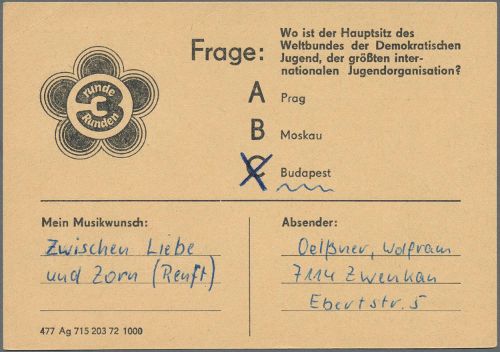 runde
3
Runden
Frage:
Wo ist der Hauptsitz des
Weltbundes der Demokratischen
Jugend, der größten inter-
nationalen Jugendorganisation?
A Prag
B Moskau
C Budapest
Mein Musikwunsch:
Zwischen Liebe
und Zorn (Renft)
Absender:
Oelßner, Wolfram
7114 Zwenkau
Ebertstr. 5
477 Ag 715 203 72 1000